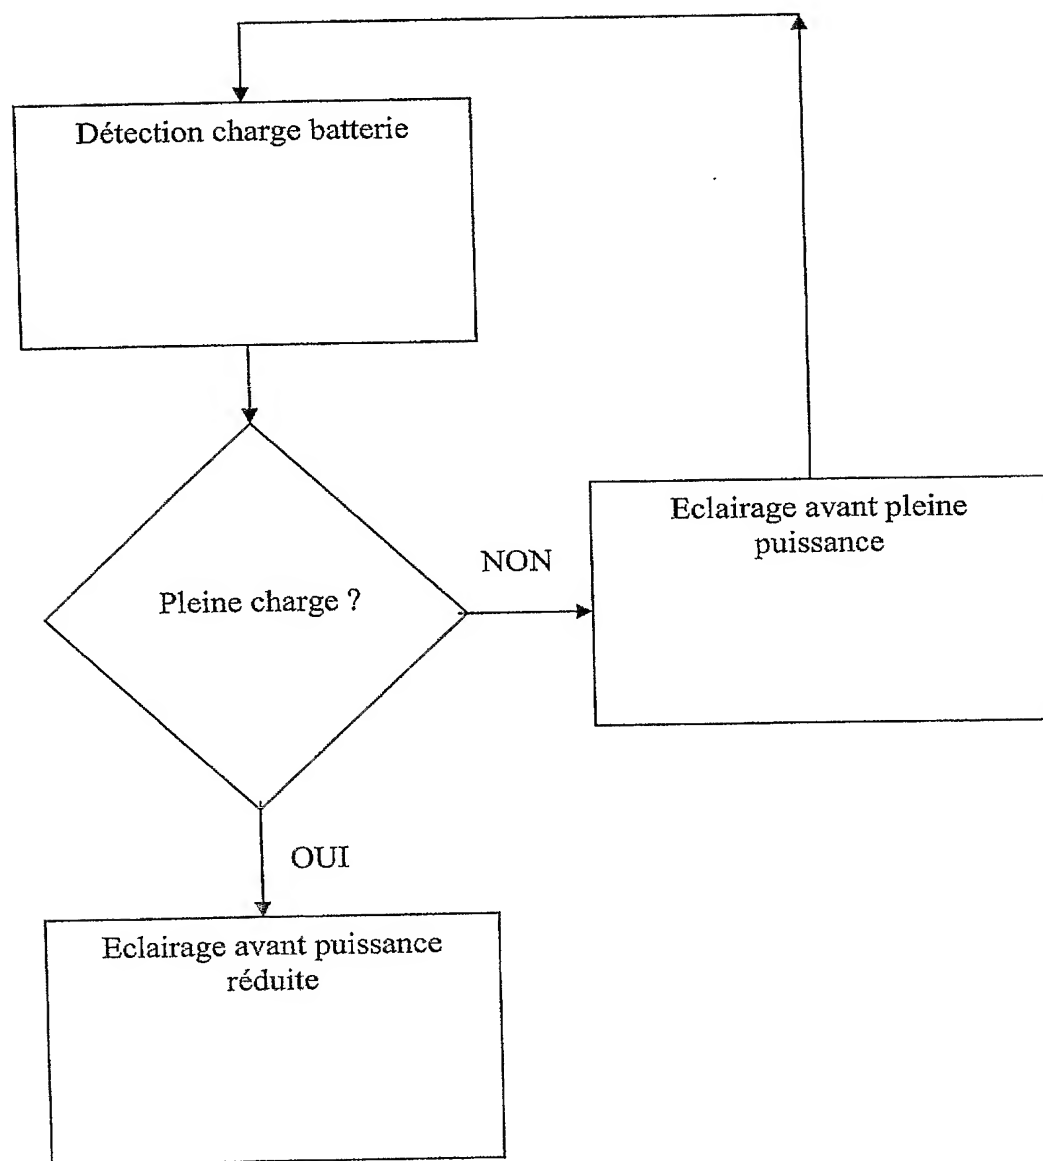 Détection charge batterie
Pleine charge ?
NON
Eclairage avant pleine
puissance
OUI
Eclairage avant puissance
réduite